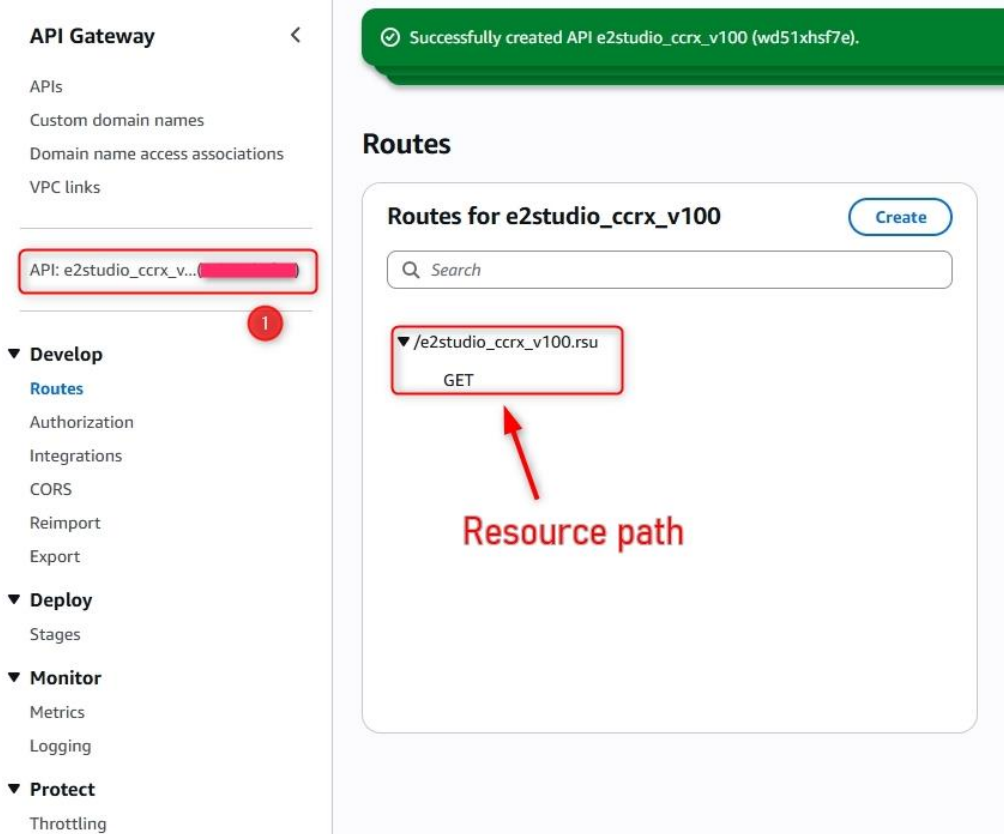 API Gateway
APIs
Custom domain names
Domain name access associations
VPC links
API: e2studio_ccrx_v...( )
1
Develop
Routes
Authorization
Integrations
CORS
Reimport
Export
Deploy
Stages
Monitor
Metrics
Logging
Protect
Throttling
Successfully created API e2studio_ccrx_v100 (wd51xhsf7e).
Routes
Routes for e2studio_ccrx_v100
Create
Search
/e2studio_ccrx_v100.rsu
GET
Resource path